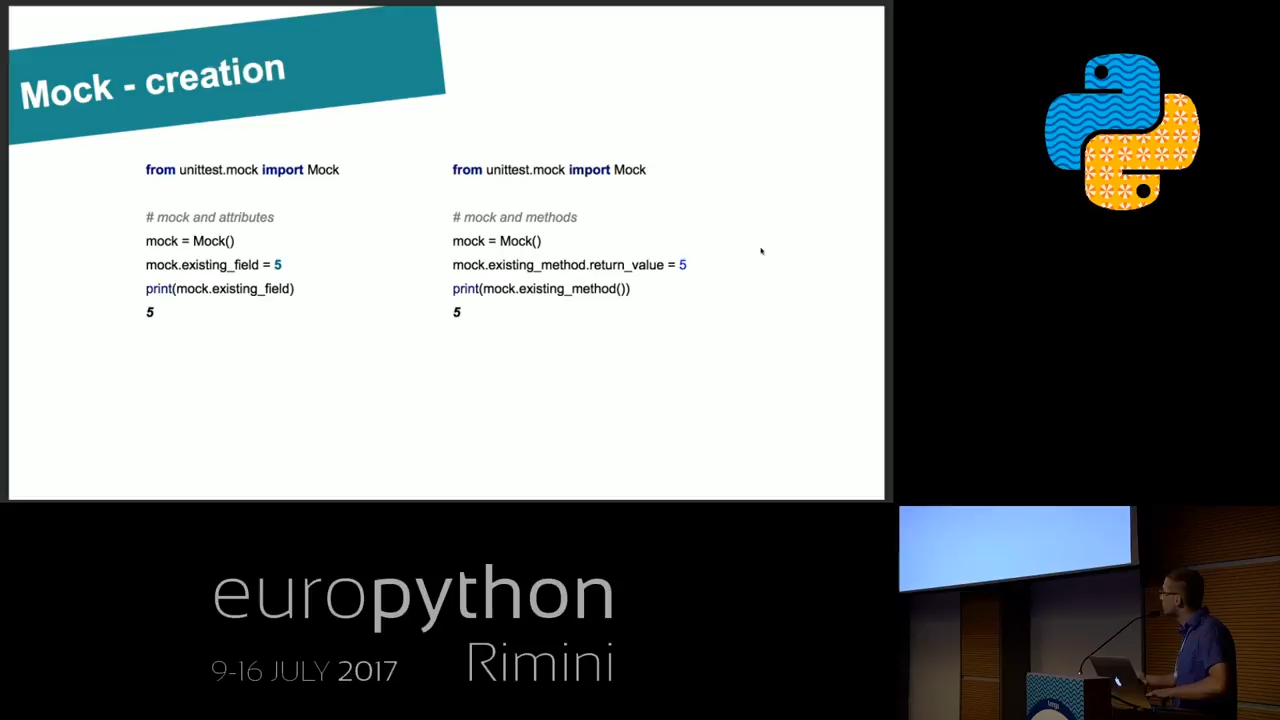 Mock - creation
from unittest.mock import Mock
# mock and attributes
mock = Mock()
mock.existing_field = 5
print(mock.existing_field)
5
from unittest.mock import Mock
# mock and methods
mock = Mock()
mock.existing_method.return_value = 5
print(mock.existing_method())
5
europython
Rimini
9-16 JULY 2017